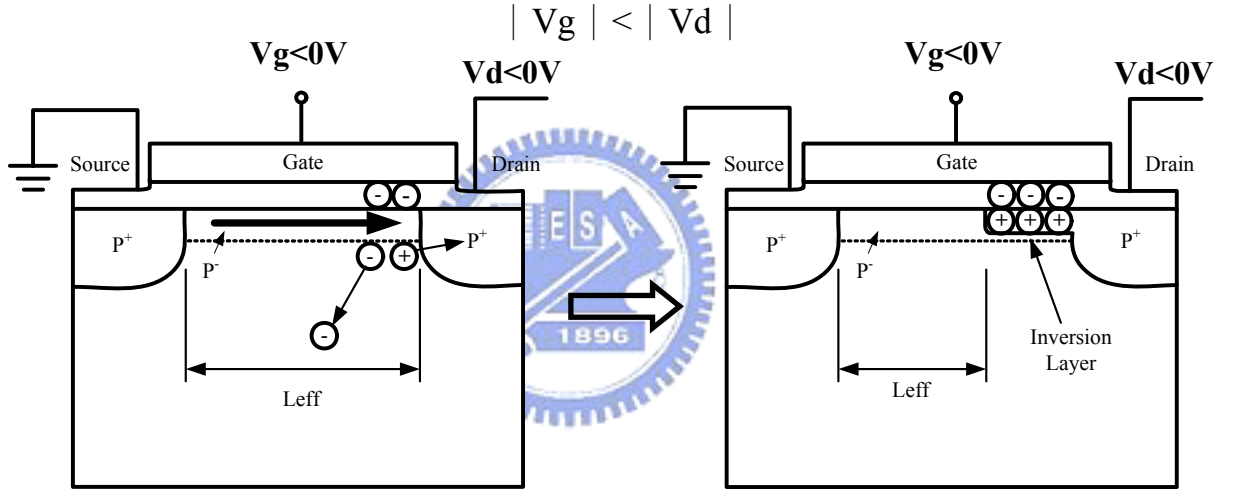 | Vg | < | Vd |
Vg<0V
Vd<0V
Source
Gate
Drain
- -
P⁺
P⁻
- +
P⁺
-
Leff
Vg<0V
Vd<0V
Source
Gate
Drain
- - -
+ + +
P⁺
P⁻
P⁺
Inversion
Layer
Leff
E S A
1896